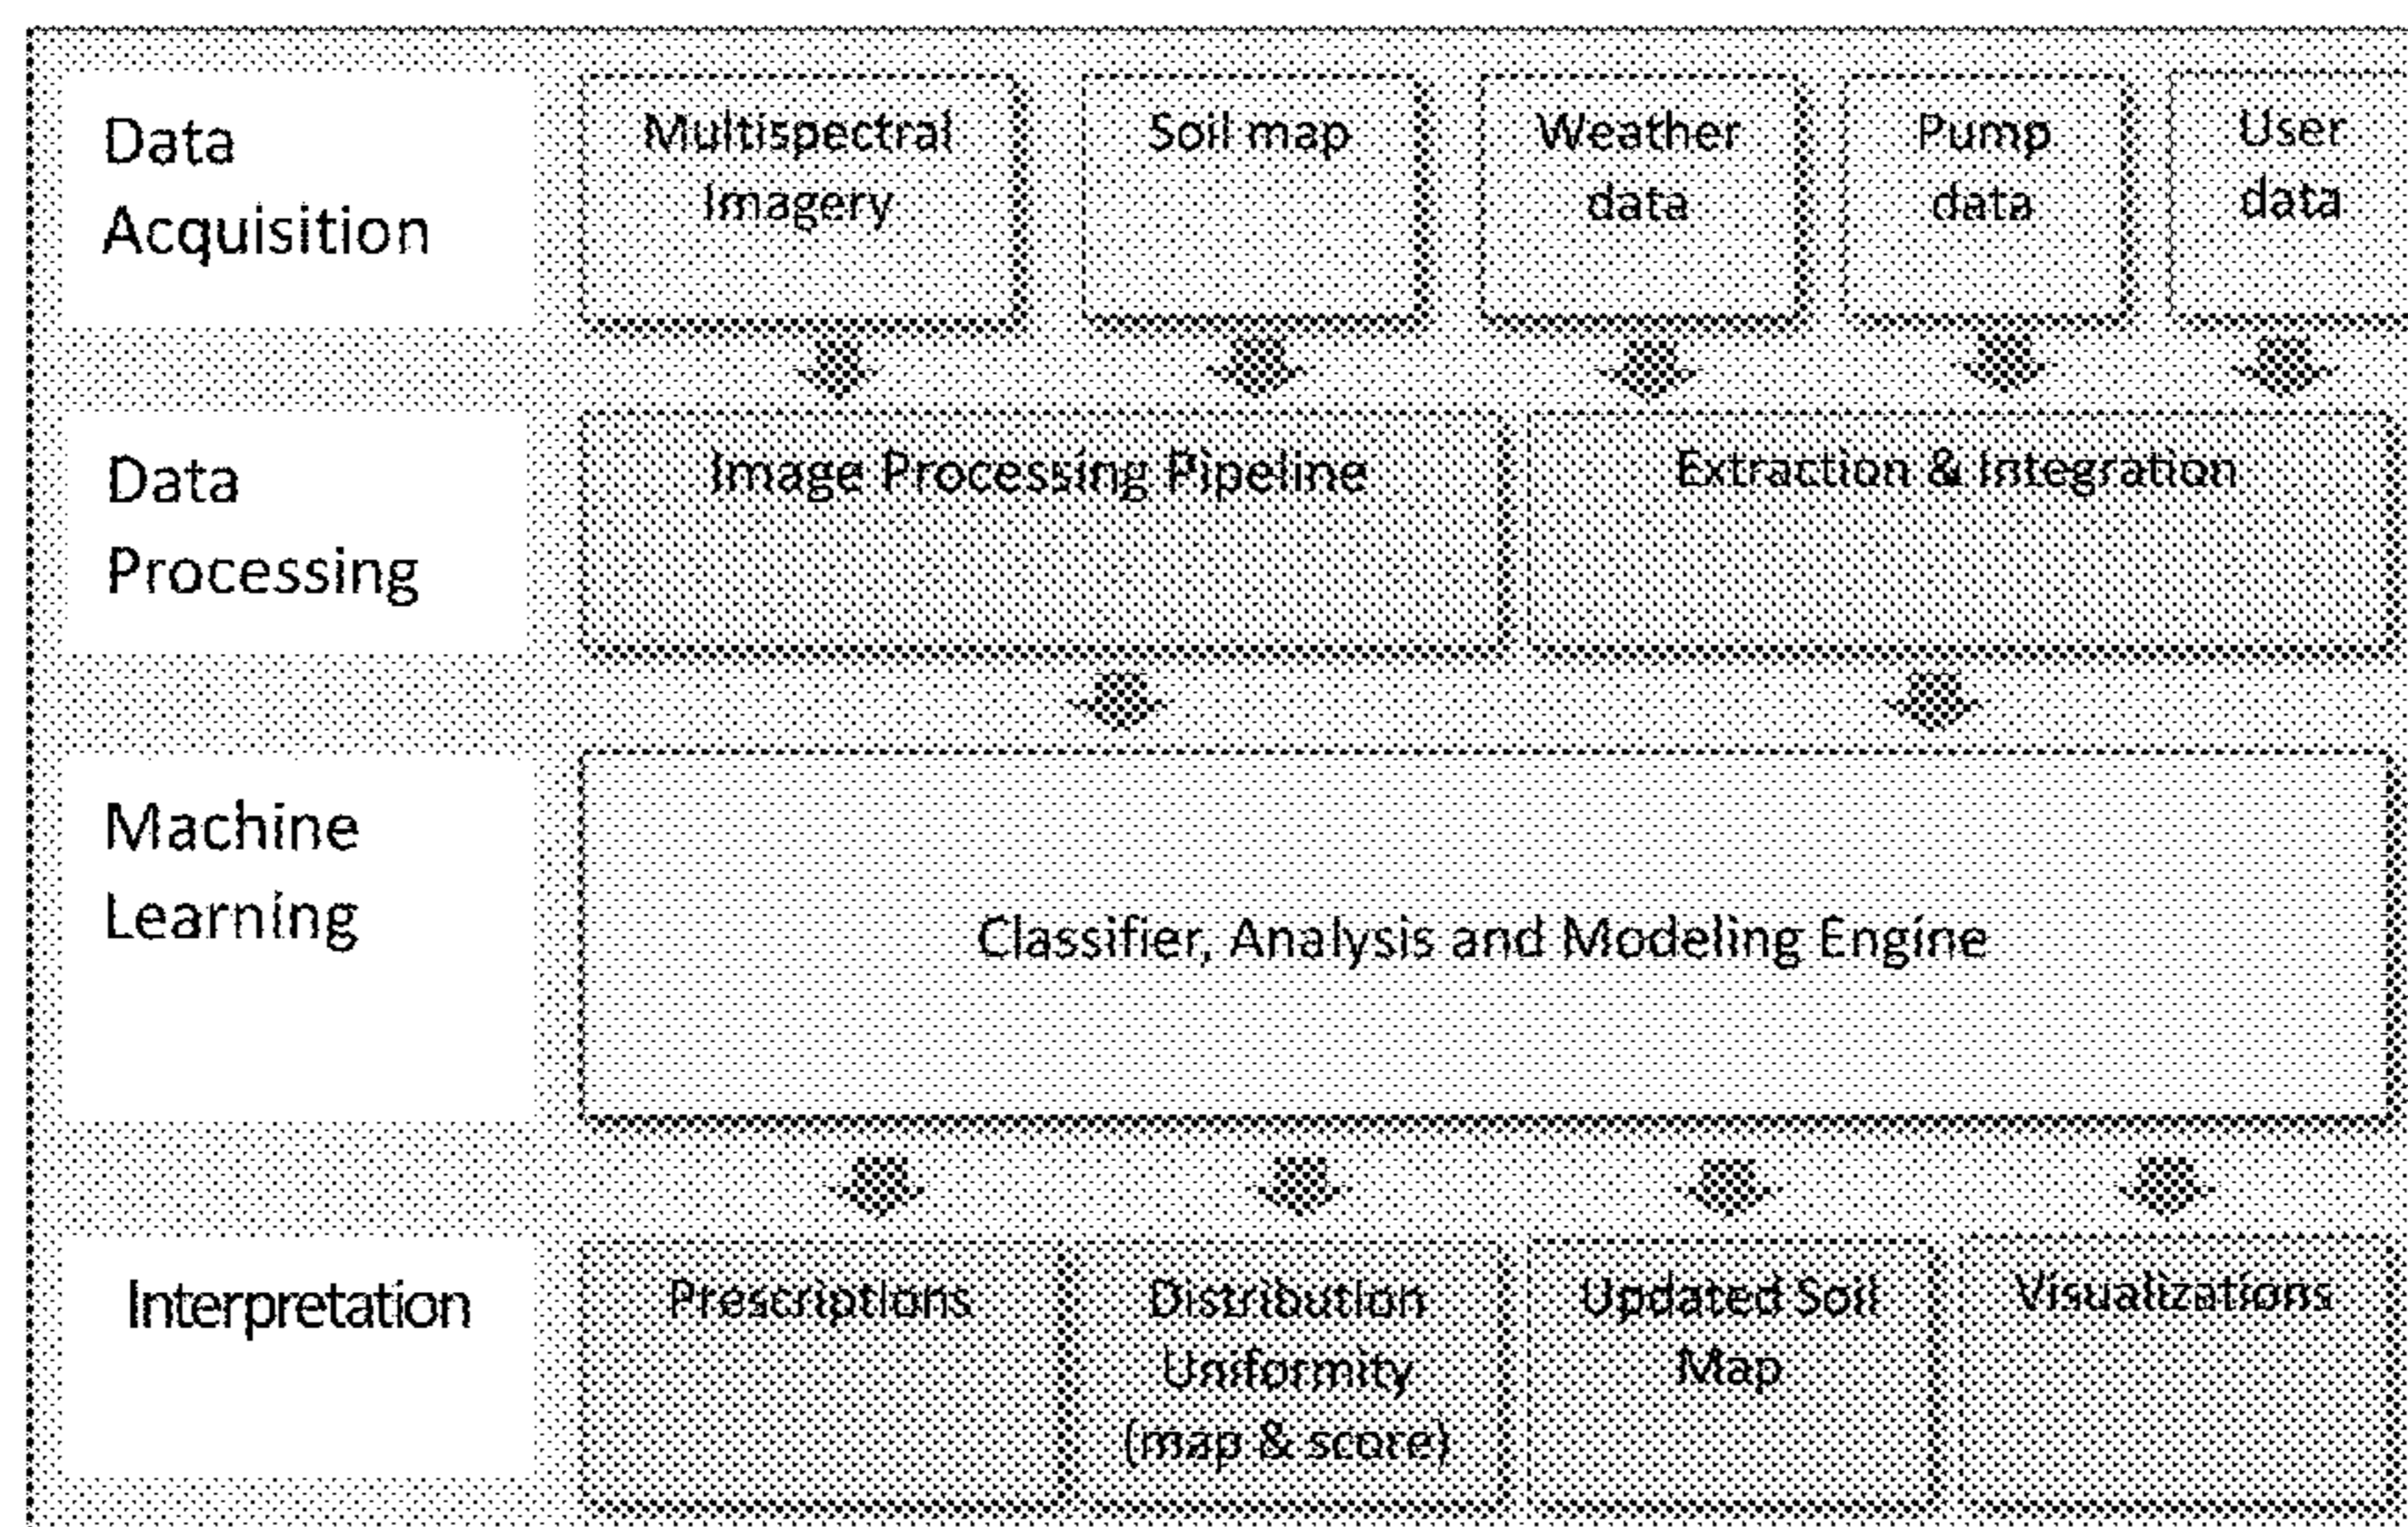 Data
Acquisition
Multispectral
Imagery
Soil map
Weather
data
Pump
data
User
data
Data
Processing
Image Processing Pipeline
Extraction & Integration
Machine
Learning
Classifier, Analysis and Modeling Engine
Interpretation
Prescriptions
Distribution
Uniformity
(map & score)
Updated Soil
Map
Visualizations